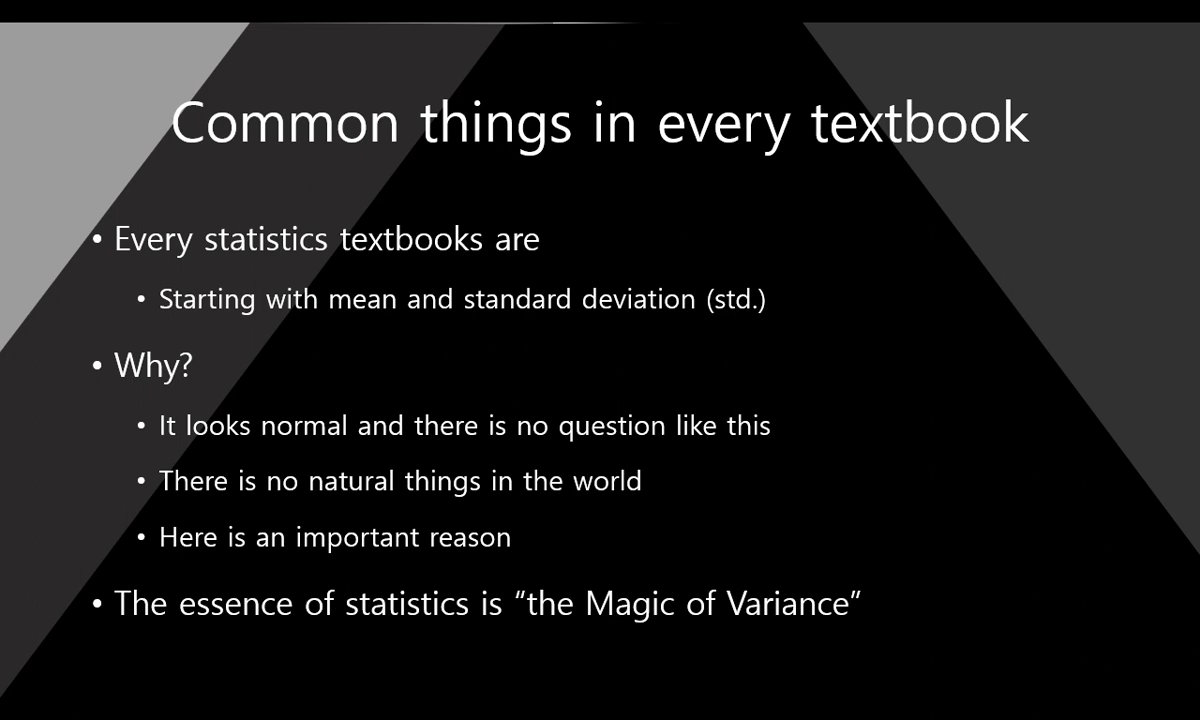 Common things in every textbook
• Every statistics textbooks are
• Starting with mean and standard deviation (std.)
• Why?
• It looks normal and there is no question like this
• There is no natural things in the world
• Here is an important reason
• The essence of statistics is “the Magic of Variance”